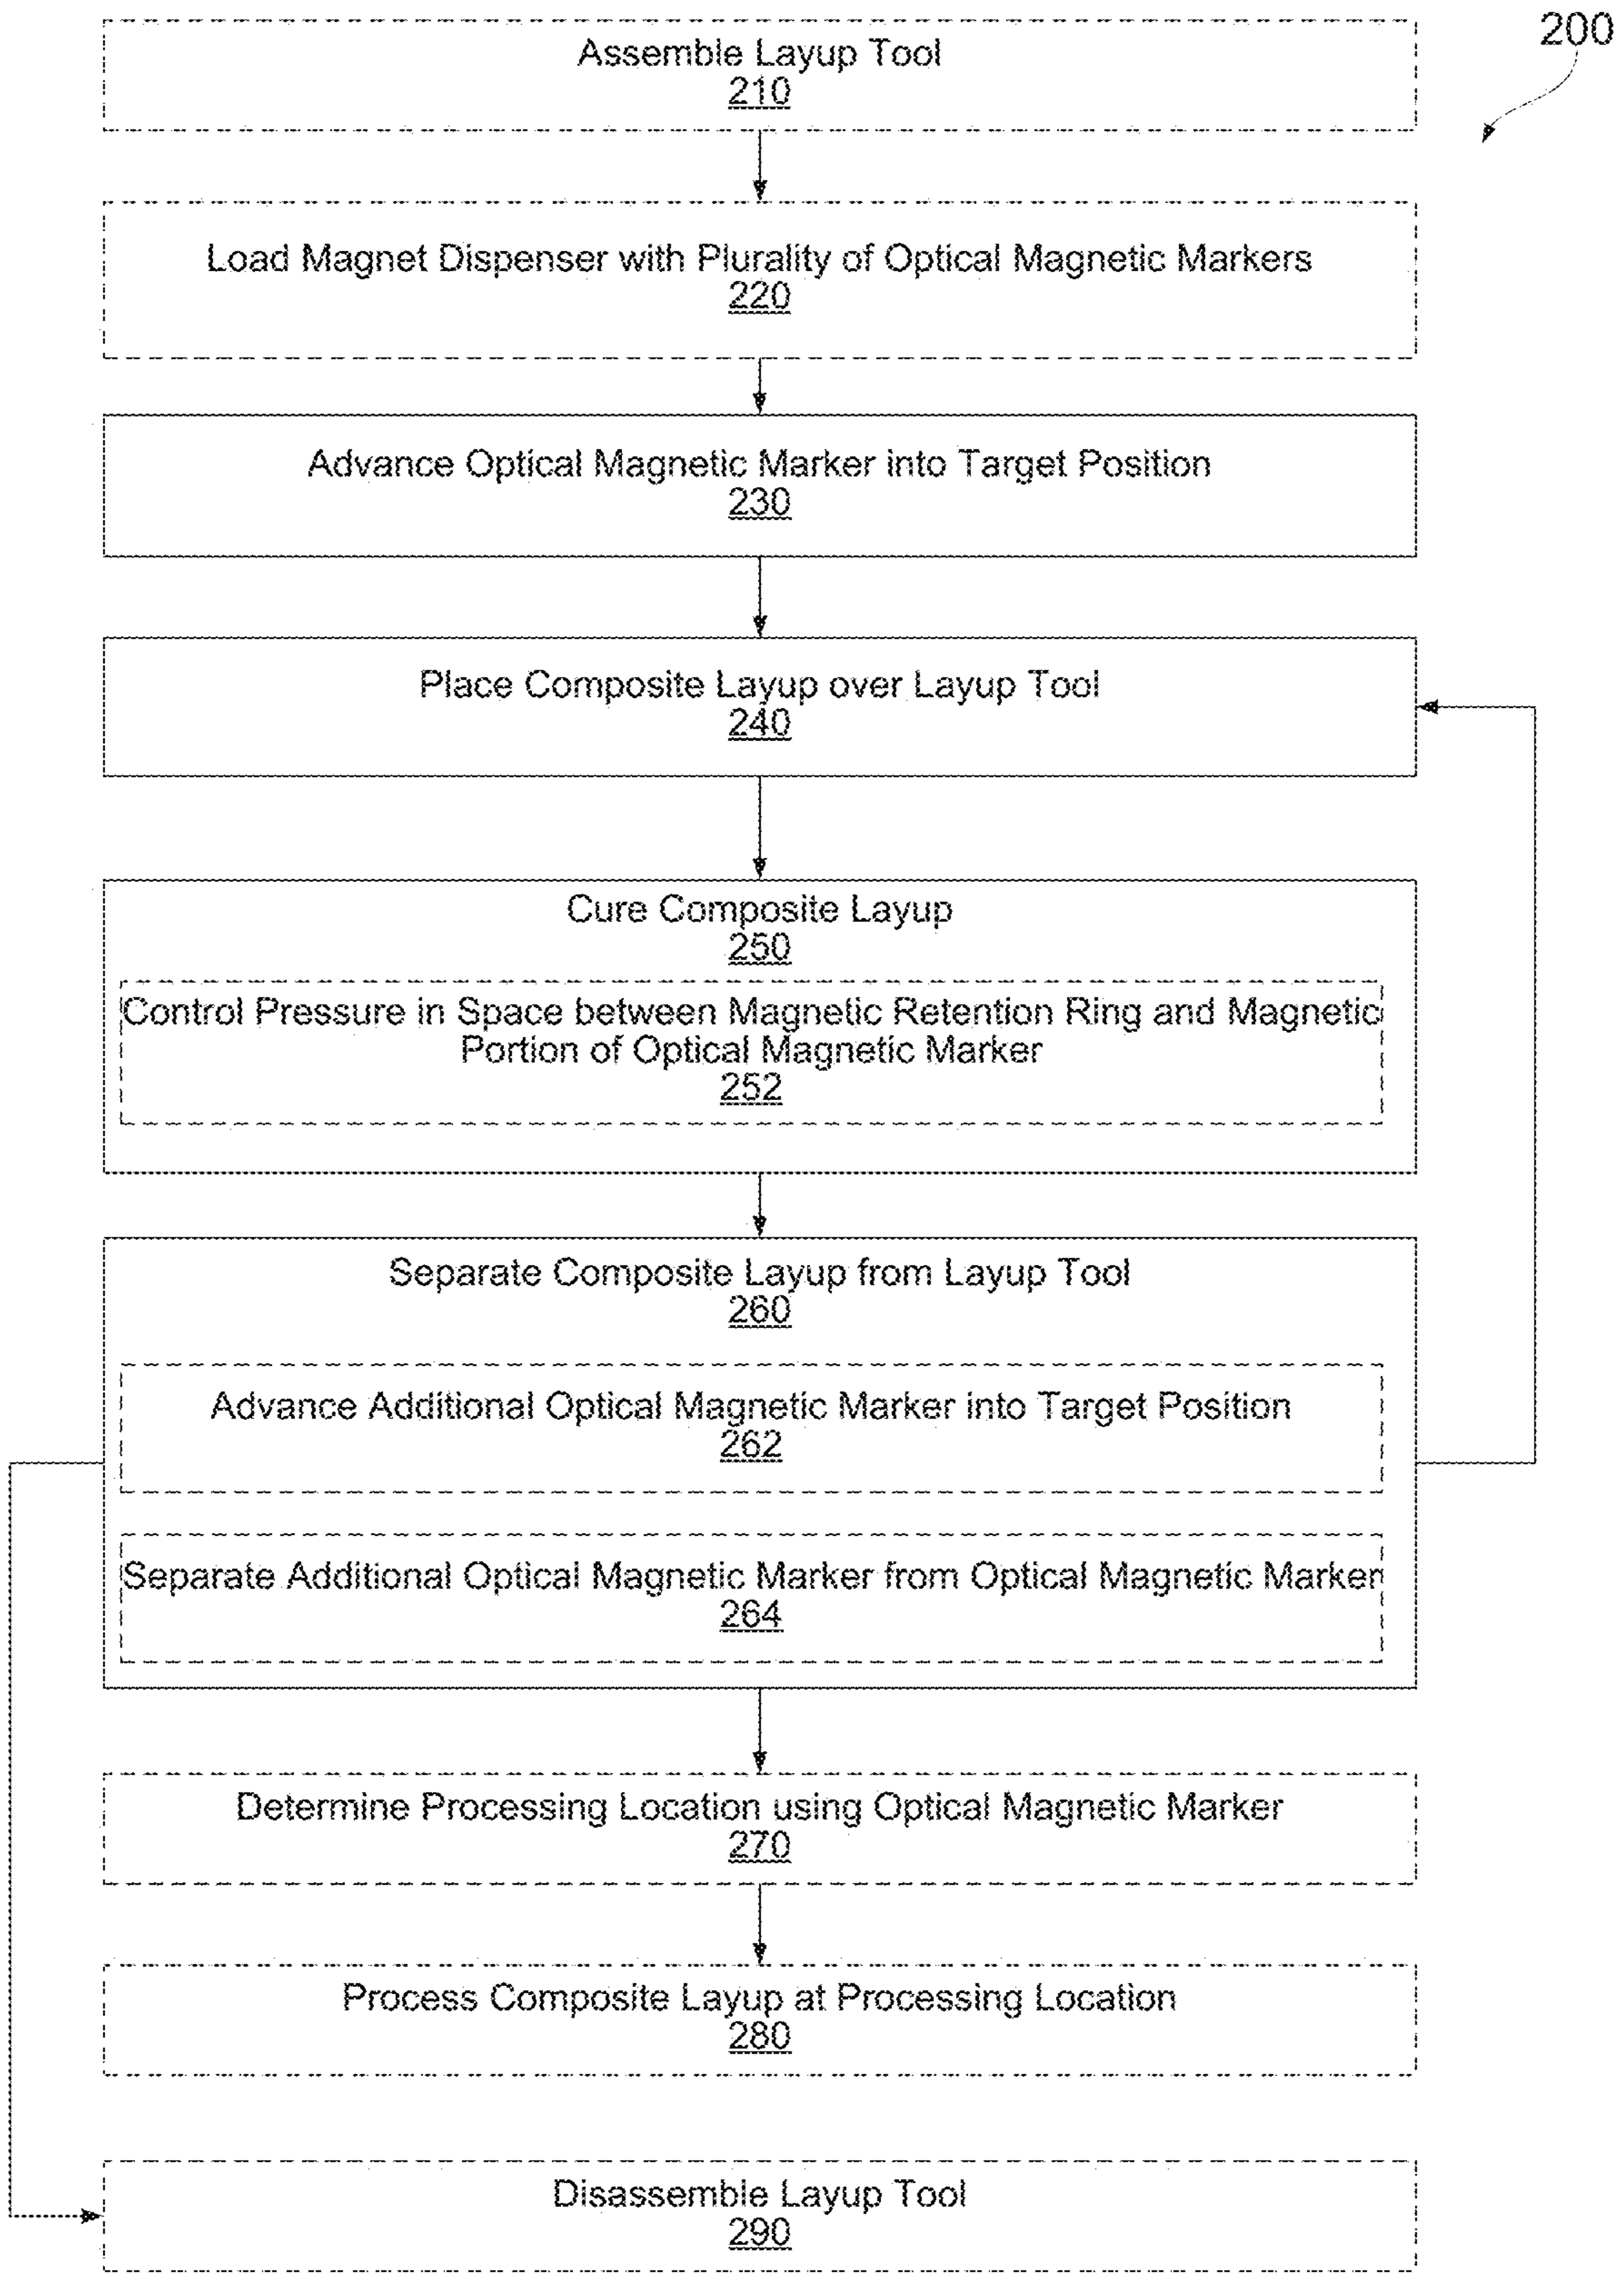 200
Assemble Layup Tool
210
Load Magnet Dispenser with Plurality of Optical Magnetic Markers
220
Advance Optical Magnetic Marker into Target Position
230
Place Composite Layup over Layup Tool
240
Cure Composite Layup
250
Control Pressure in Space between Magnetic Retention Ring and Magnetic
Portion of Optical Magnetic Marker
252
Separate Composite Layup from Layup Tool
260
Advance Additional Optical Magnetic Marker into Target Position
262
Separate Additional Optical Magnetic Marker from Optical Magnetic Marker
264
Determine Processing Location using Optical Magnetic Marker
270
Process Composite Layup at Processing Location
280
Disassemble Layup Tool
290